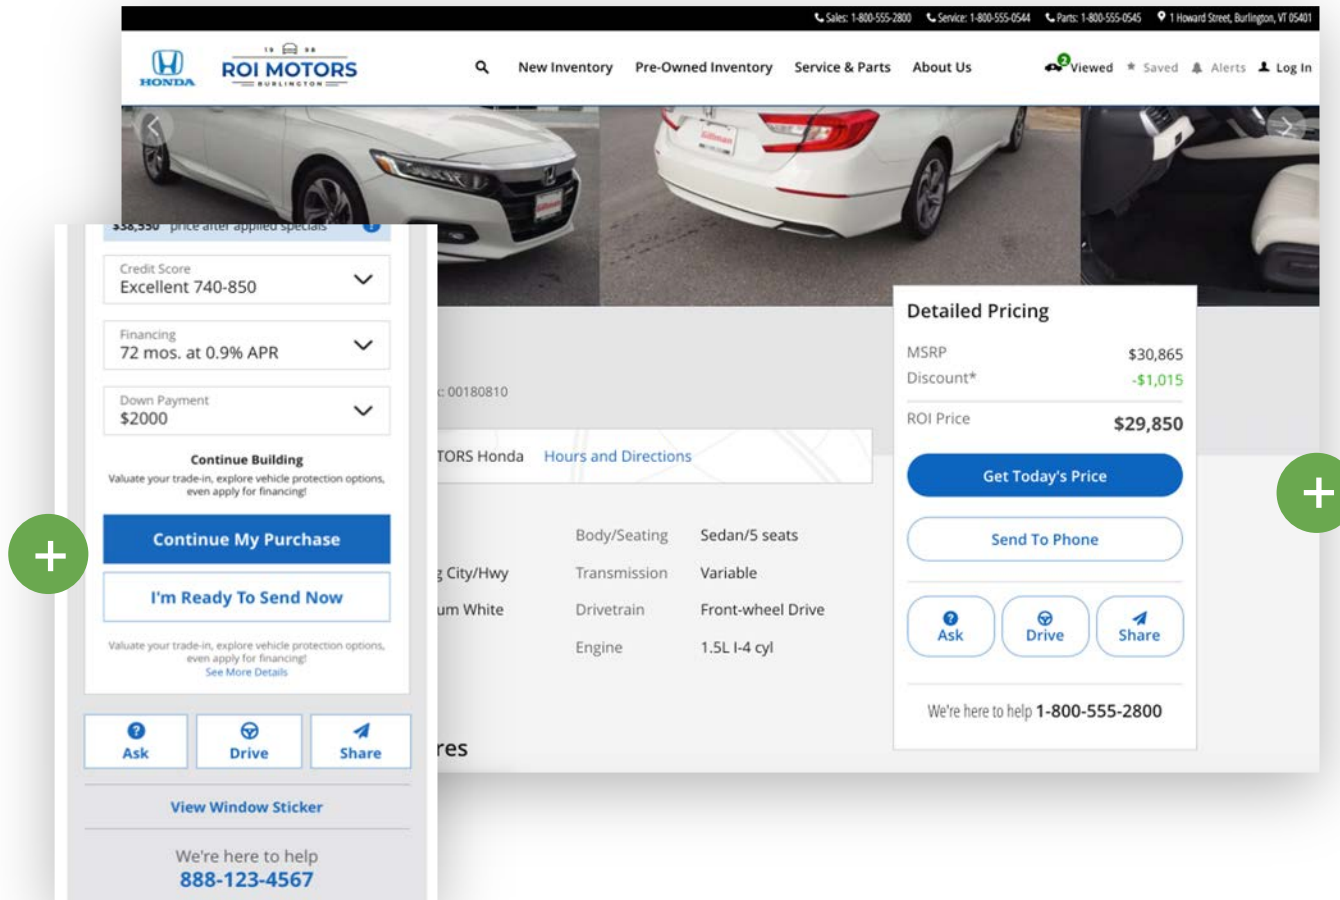 Sales: 1-800-555-2800 Service: 1-800-555-0544 Parts: 1-800-555-0545 1 Howard Street, Burlington, VT 05401
HONDA
19 98
ROI MOTORS
BURLINGTON
New Inventory Pre-Owned Inventory Service & Parts About Us
2 Viewed Saved Alerts Log In
Gillman
$38,550 price after applied specials
Credit Score
Excellent 740-850
Financing
72 mos. at 0.9% APR
Down Payment
$2000
Continue Building
Valuate your trade-in, explore vehicle protection options,
even apply for financing!
Continue My Purchase
I'm Ready To Send Now
Valuate your trade-in, explore vehicle protection options,
even apply for financing!
See More Details
Ask Drive Share
View Window Sticker
We're here to help
888-123-4567
: 00180810
TORS Honda Hours and Directions
Body/Seating Sedan/5 seats
g City/Hwy Transmission Variable
um White Drivetrain Front-wheel Drive
Engine 1.5L I-4 cyl
res
Detailed Pricing
MSRP $30,865
Discount* -$1,015
ROI Price $29,850
Get Today's Price
Send To Phone
Ask Drive Share
We're here to help 1-800-555-2800